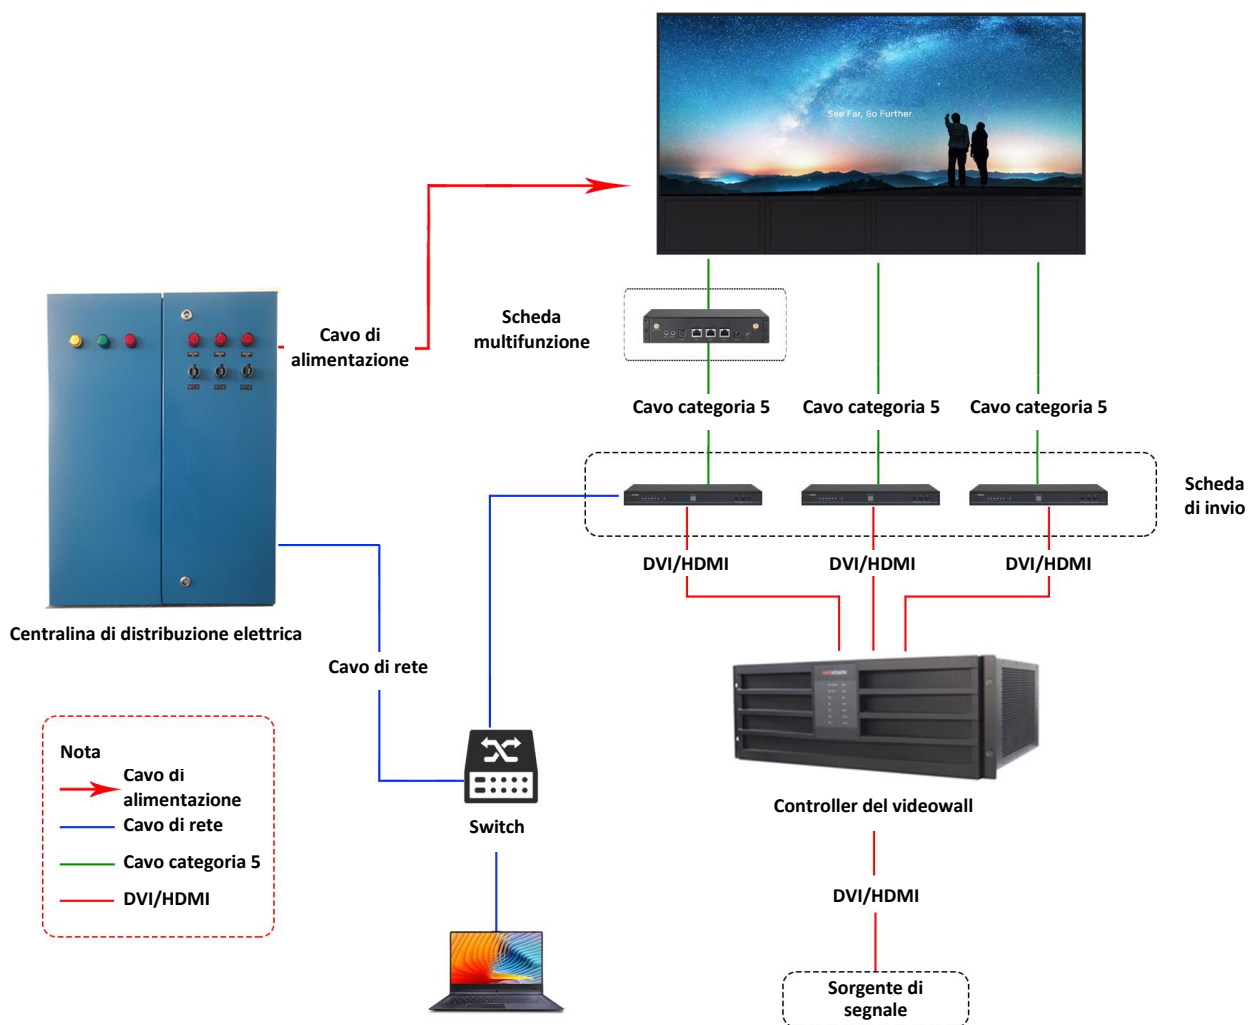 See Far, Go Further
Cavo di
alimentazione
Scheda
multifunzione
Cavo categoria 5
Cavo categoria 5
Cavo categoria 5
Scheda
di invio
DVI/HDMI
DVI/HDMI
DVI/HDMI
Centralina di distribuzione elettrica
Cavo di rete
HIKVISION
Nota
Cavo di
alimentazione
Cavo di rete
Cavo categoria 5
DVI/HDMI
Switch
Controller del videowall
DVI/HDMI
Sorgente di
segnale